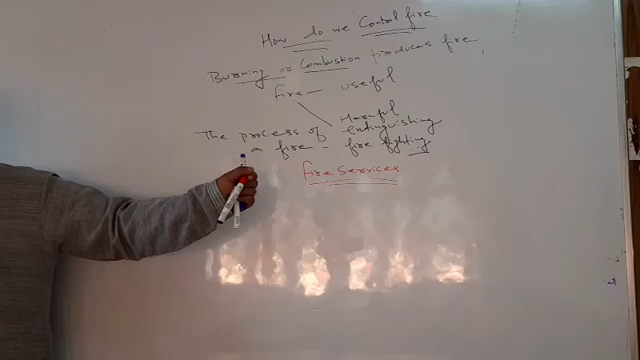 How do we Control fire
Burning or Combustion produces fire,
fire – useful
Harmful
The process of extinguishing
a fire – fire fighting
fire Services.